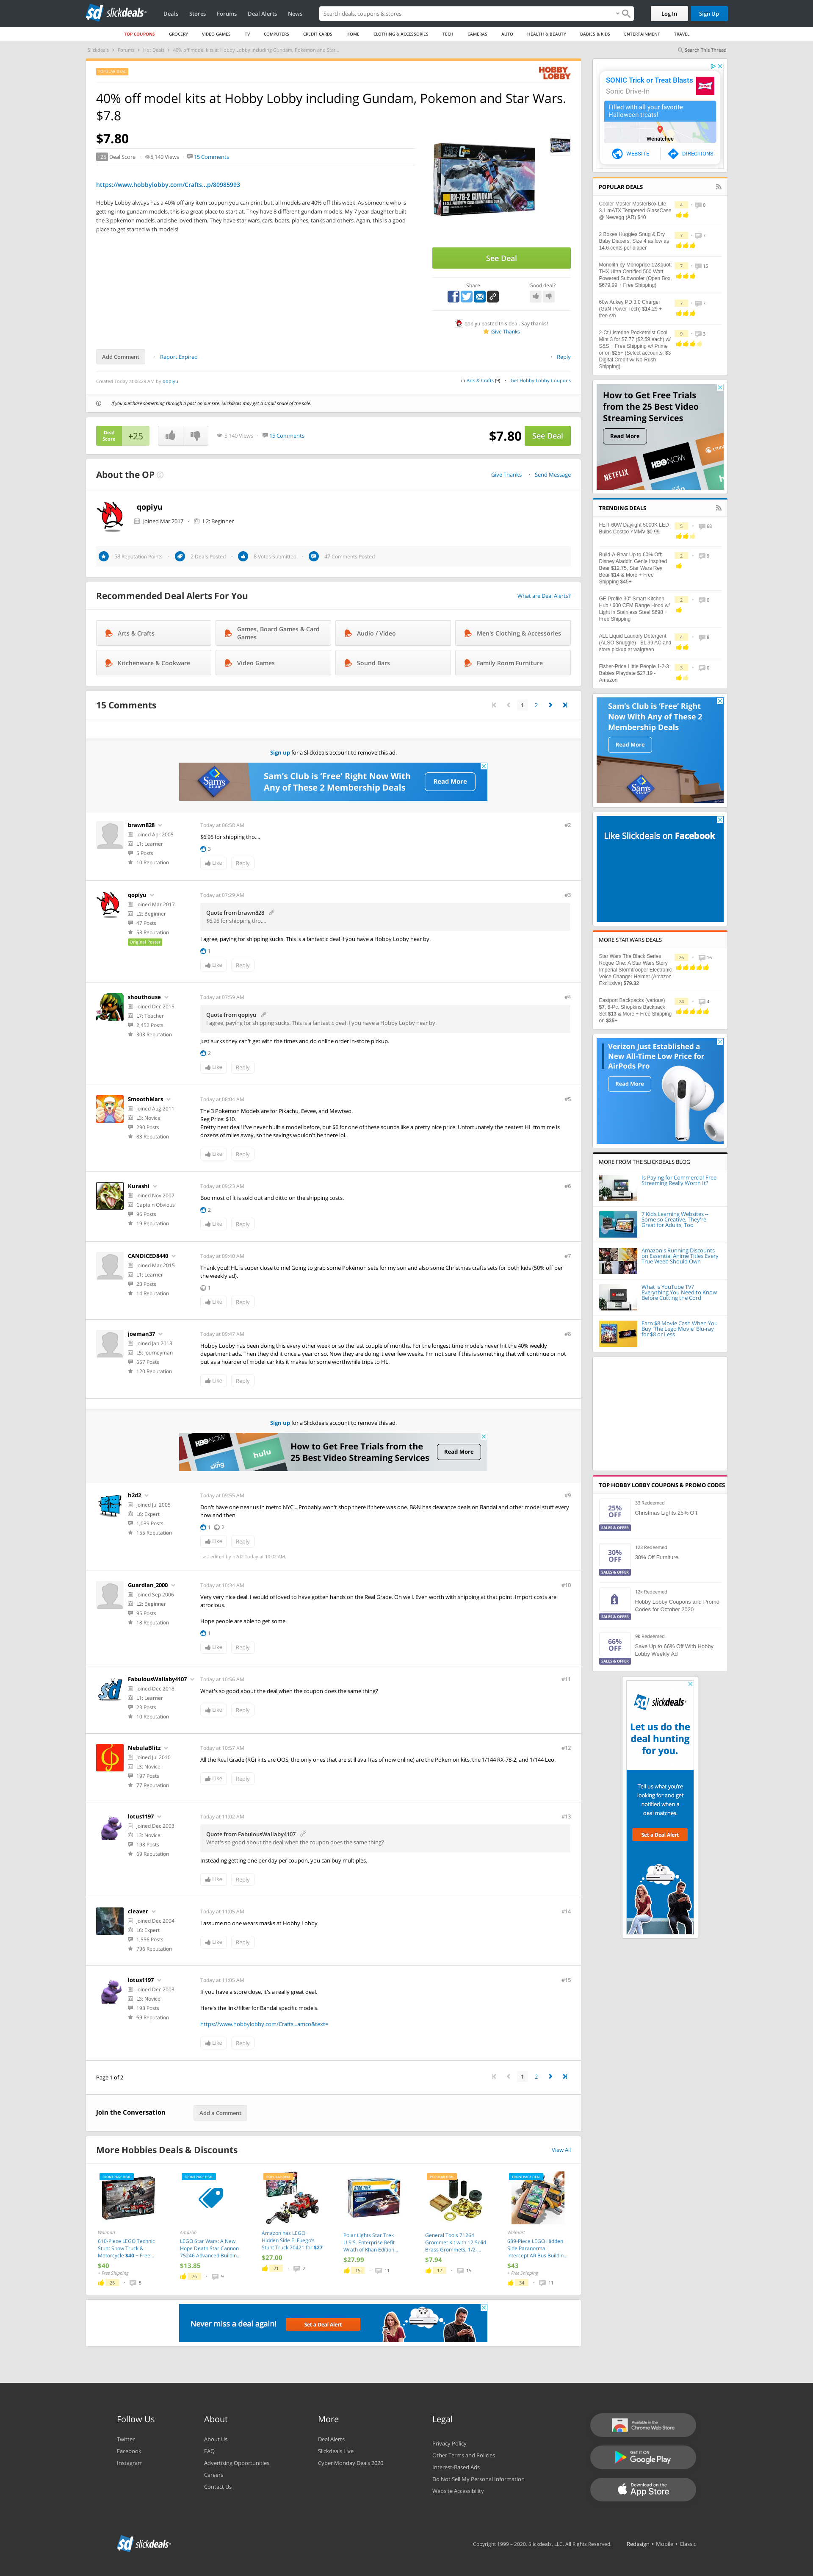 slickdeals
Deals Stores Forums Deal Alerts News
Search deals, coupons & stores
Log In
Sign Up
TOP COUPONS GROCERY VIDEO GAMES TV COMPUTERS CREDIT CARDS HOME CLOTHING & ACCESSORIES TECH CAMERAS AUTO HEALTH & BEAUTY BABIES & KIDS ENTERTAINMENT TRAVEL
Slickdeals Forums Hot Deals 40% off model kits at Hobby Lobby including Gundam, Pokemon and Star...
Search This Thread
POPULAR DEAL
HOBBY LOBBY
40% off model kits at Hobby Lobby including Gundam, Pokemon and Star Wars.
$7.8
$7.80
+25 Deal Score 5,140 Views 15 Comments
https://www.hobbylobby.com/Crafts...p/80985993
Hobby Lobby always has a 40% off any item coupon you can print but, all models are 40% off this week. As someone who is
getting into gundam models, this is a great place to start at. They have 8 different gundam models, My 7 year daughter built
the 3 pokemon models, and she loved them. They have star wars, cars, boats, planes, tanks and others. Again, this is a good
place to get started with models!
RX-78-2 GUNDAM
See Deal
Share
Good deal?
qopiyu posted this deal. Say thanks!
Give Thanks
Add Comment
Report Expired
Reply
Created Today at 06:29 AM by qopiyu
in Arts & Crafts (9) Get Hobby Lobby Coupons
If you purchase something through a post on our site, Slickdeals may get a small share of the sale.
Deal Score +25
5,140 Views 15 Comments
$7.80 See Deal
About the OP
Give Thanks Send Message
qopiyu
Joined Mar 2017 L2: Beginner
58 Reputation Points 2 Deals Posted 8 Votes Submitted 47 Comments Posted
Recommended Deal Alerts For You
What are Deal Alerts?
Arts & Crafts
Games, Board Games & Card Games
Audio / Video
Men's Clothing & Accessories
Kitchenware & Cookware
Video Games
Sound Bars
Family Room Furniture
15 Comments
1 2
Sign up for a Slickdeals account to remove this ad.
Sam's Club is 'Free' Right Now With
Any of These 2 Membership Deals
Read More
brawn828
Joined Apr 2005
L1: Learner
5 Posts
10 Reputation
Today at 06:58 AM
#2
$6.95 for shipping tho....
3
Like Reply
qopiyu
Joined Mar 2017
L2: Beginner
47 Posts
58 Reputation
Original Poster
Today at 07:29 AM
#3
Quote from brawn828
$6.95 for shipping tho....
I agree, paying for shipping sucks. This is a fantastic deal if you have a Hobby Lobby near by.
1
Like Reply
shouthouse
Joined Dec 2015
L7: Teacher
2,452 Posts
303 Reputation
Today at 07:59 AM
#4
Quote from qopiyu
I agree, paying for shipping sucks. This is a fantastic deal if you have a Hobby Lobby near by.
Just sucks they can't get with the times and do online order in-store pickup.
2
Like Reply
SmoothMars
Joined Aug 2011
L3: Novice
290 Posts
83 Reputation
Today at 08:04 AM
#5
The 3 Pokemon Models are for Pikachu, Eevee, and Mewtwo.
Reg Price: $10.
Pretty neat deal! I've never built a model before, but $6 for one of these sounds like a pretty nice price. Unfortunately the neatest HL from me is
dozens of miles away, so the savings wouldn't be there lol.
Like Reply
Kurashi
Joined Nov 2007
Captain Obvious
96 Posts
19 Reputation
Today at 09:23 AM
#6
Boo most of it is sold out and ditto on the shipping costs.
2
Like Reply
CANDICED8440
Joined Mar 2015
L1: Learner
23 Posts
14 Reputation
Today at 09:40 AM
#7
Thank you!! HL is super close to me! Going to grab some Pokémon sets for my son and also some Christmas crafts sets for both kids (50% off per
the weekly ad).
1
Like Reply
joeman37
Joined Jan 2013
L5: Journeyman
657 Posts
120 Reputation
Today at 09:47 AM
#8
Hobby Lobby has been doing this every other week or so the last couple of months. For the longest time models never hit the 40% weekly
department ads. Then they did it once a year or so. Now they are doing it ever few weeks. I'm not sure if this is something that will continue or not
but as a hoarder of model car kits it makes for some worthwhile trips to HL.
Like Reply
Sign up for a Slickdeals account to remove this ad.
HBO NOW
hulu
How to Get Free Trials from the
25 Best Video Streaming Services
Read More
h2d2
Joined Jul 2005
L6: Expert
1,039 Posts
155 Reputation
Today at 09:55 AM
#9
Don't have one near us in metro NYC... Probably won't shop there if there was one. B&N has clearance deals on Bandai and other model stuff every
now and then.
1 2
Like Reply
Last edited by h2d2 Today at 10:02 AM
Guardian_2000
Joined Sep 2006
L2: Beginner
95 Posts
18 Reputation
Today at 10:34 AM
#10
Very very nice deal. I would of loved to have gotten hands on the Real Grade. Oh well. Even worth with shipping at that point. Import costs are
atrocious.
Hope people are able to get some.
1
Like Reply
FabulousWallaby4107
Joined Dec 2018
L1: Learner
23 Posts
10 Reputation
Today at 10:56 AM
#11
What's so good about the deal when the coupon does the same thing?
Like Reply
NebulaBlitz
Joined Jul 2010
L3: Novice
197 Posts
77 Reputation
Today at 10:57 AM
#12
All the Real Grade (RG) kits are OOS, the only ones that are still avail (as of now online) are the Pokemon kits, the 1/144 RX-78-2, and 1/144 Leo.
Like Reply
lotus1197
Joined Dec 2003
L3: Novice
198 Posts
69 Reputation
Today at 11:02 AM
#13
Quote from FabulousWallaby4107
What's so good about the deal when the coupon does the same thing?
Insteading getting one per day per coupon, you can buy multiples.
Like Reply
cleaver
Joined Dec 2004
L6: Expert
1,556 Posts
796 Reputation
Today at 11:05 AM
#14
I assume no one wears masks at Hobby Lobby
Like Reply
lotus1197
Joined Dec 2003
L3: Novice
198 Posts
69 Reputation
Today at 11:05 AM
#15
If you have a store close, it's a really great deal.
Here's the link/filter for Bandai specific models.
https://www.hobbylobby.com/Crafts...amco&text=
Like Reply
Page 1 of 2
1 2
Join the Conversation
Add a Comment
More Hobbies Deals & Discounts
View All
FRONTPAGE DEAL
Walmart
610-Piece LEGO Technic
Stunt Show Truck &
Motorcycle $40 + Free...
$40
+ Free Shipping
26 5
FRONTPAGE DEAL
Amazon
LEGO Star Wars: A New
Hope Death Star Cannon
75246 Advanced Buildin...
$13.85
26 9
POPULAR DEAL
Amazon has LEGO
Hidden Side El Fuego's
Stunt Truck 70421 for $27
$27.00
21 2
STAR TREK
Polar Lights Star Trek
U.S.S. Enterprise Refit
Wrath of Khan Edition...
$27.99
15 11
POPULAR DEAL
General Tools 71264
Grommet Kit with 12 Solid
Brass Grommets, 1/2-...
$7.94
12 15
FRONTPAGE DEAL
Walmart
689-Piece LEGO Hidden
Side Paranormal
Intercept AR Bus Buildin...
$43
+ Free Shipping
34 11
Never miss a deal again!
Set a Deal Alert
SONIC Truck or Treat Blasts
Sonic Drive-In
Filled with all your favorite
Halloween treats!
Wenatchee
WEBSITE DIRECTIONS
POPULAR DEALS
Cooler Master MasterBox Lite
3.1 mATX Tempered GlassCase
@ Newegg (AR) $40
4 0
2 Boxes Huggies Snug & Dry
Baby Diapers, Size 4 as low as
14.6 cents per diaper
7 7
Monolith by Monoprice 12&quot;
THX Ultra Certified 500 Watt
Powered Subwoofer (Open Box,
$679.99 + Free Shipping)
7 15
60w Aukey PD 3.0 Charger
(GaN Power Tech) $14.29 +
free s/h
7 7
2-Ct Listerine Pocketmist Cool
Mint 3 for $7.77 ($2.59 each) w/
S&S + Free Shipping w/ Prime
or on $25+ (Select accounts: $3
Digital Credit w/ No-Rush
Shipping)
9 3
How to Get Free Trials
from the 25 Best Video
Streaming Services
Read More
NETFLIX
HBO NOW
TRENDING DEALS
FEIT 60W Daylight 5000K LED
Bulbs Costco YMMV $0.99
5 68
Build-A-Bear Up to 60% Off:
Disney Aladdin Genie Inspired
Bear $12.75, Star Wars Rey
Bear $14 & More + Free
Shipping $45+
2 9
GE Profile 30" Smart Kitchen
Hub / 600 CFM Range Hood w/
Light in Stainless Steel $699 +
Free Shipping
2 0
ALL Liquid Laundry Detergent
(ALSO Snuggle) - $1.99 AC and
store pickup at walgreen
4 8
Fisher-Price Little People 1-2-3
Babies Playdate $27.19 -
Amazon
3 0
Sam's Club is 'Free' Right
Now With Any of These 2
Membership Deals
Read More
Like Slickdeals on Facebook
MORE STAR WARS DEALS
Star Wars The Black Series
Rogue One: A Star Wars Story
Imperial Stormtrooper Electronic
Voice Changer Helmet (Amazon
Exclusive) $79.32
26 16
Eastport Backpacks (various)
$7, 6-Pc. Shopkins Backpack
Set $13 & More + Free Shipping
on $35+
24 4
Verizon Just Established a
New All-Time Low Price for
AirPods Pro
Read More
MORE FROM THE SLICKDEALS BLOG
Is Paying for Commercial-Free
Streaming Really Worth It?
7 Kids Learning Websites –
Some so Creative, They're
Great for Adults, Too
Amazon's Running Discounts
on Essential Anime Titles Every
True Weeb Should Own
What is YouTube TV?
Everything You Need to Know
Before Cutting the Cord
Earn $8 Movie Cash When You
Buy 'The Lego Movie' Blu-ray
for $8 or Less
TOP HOBBY LOBBY COUPONS & PROMO CODES
25% OFF
SALES & OFFER
33 Redeemed
Christmas Lights 25% Off
30% OFF
SALES & OFFER
123 Redeemed
30% Off Furniture
SALES & OFFER
12k Redeemed
Hobby Lobby Coupons and Promo
Codes for October 2020
66% OFF
SALES & OFFER
9k Redeemed
Save Up to 66% Off With Hobby
Lobby Weekly Ad
slickdeals
Let us do the
deal hunting
for you.
Tell us what you're
looking for and get
notified when a
deal matches.
Set a Deal Alert
Follow Us
Twitter
Facebook
Instagram
About
About Us
FAQ
Advertising Opportunities
Careers
Contact Us
More
Deal Alerts
Slickdeals Live
Cyber Monday Deals 2020
Legal
Privacy Policy
Other Terms and Policies
Interest-Based Ads
Do Not Sell My Personal Information
Website Accessibility
Available in the
Chrome Web Store
GET IT ON
Google Play
Download on the
App Store
slickdeals
Copyright 1999 – 2020. Slickdeals, LLC. All Rights Reserved. Redesign • Mobile • Classic